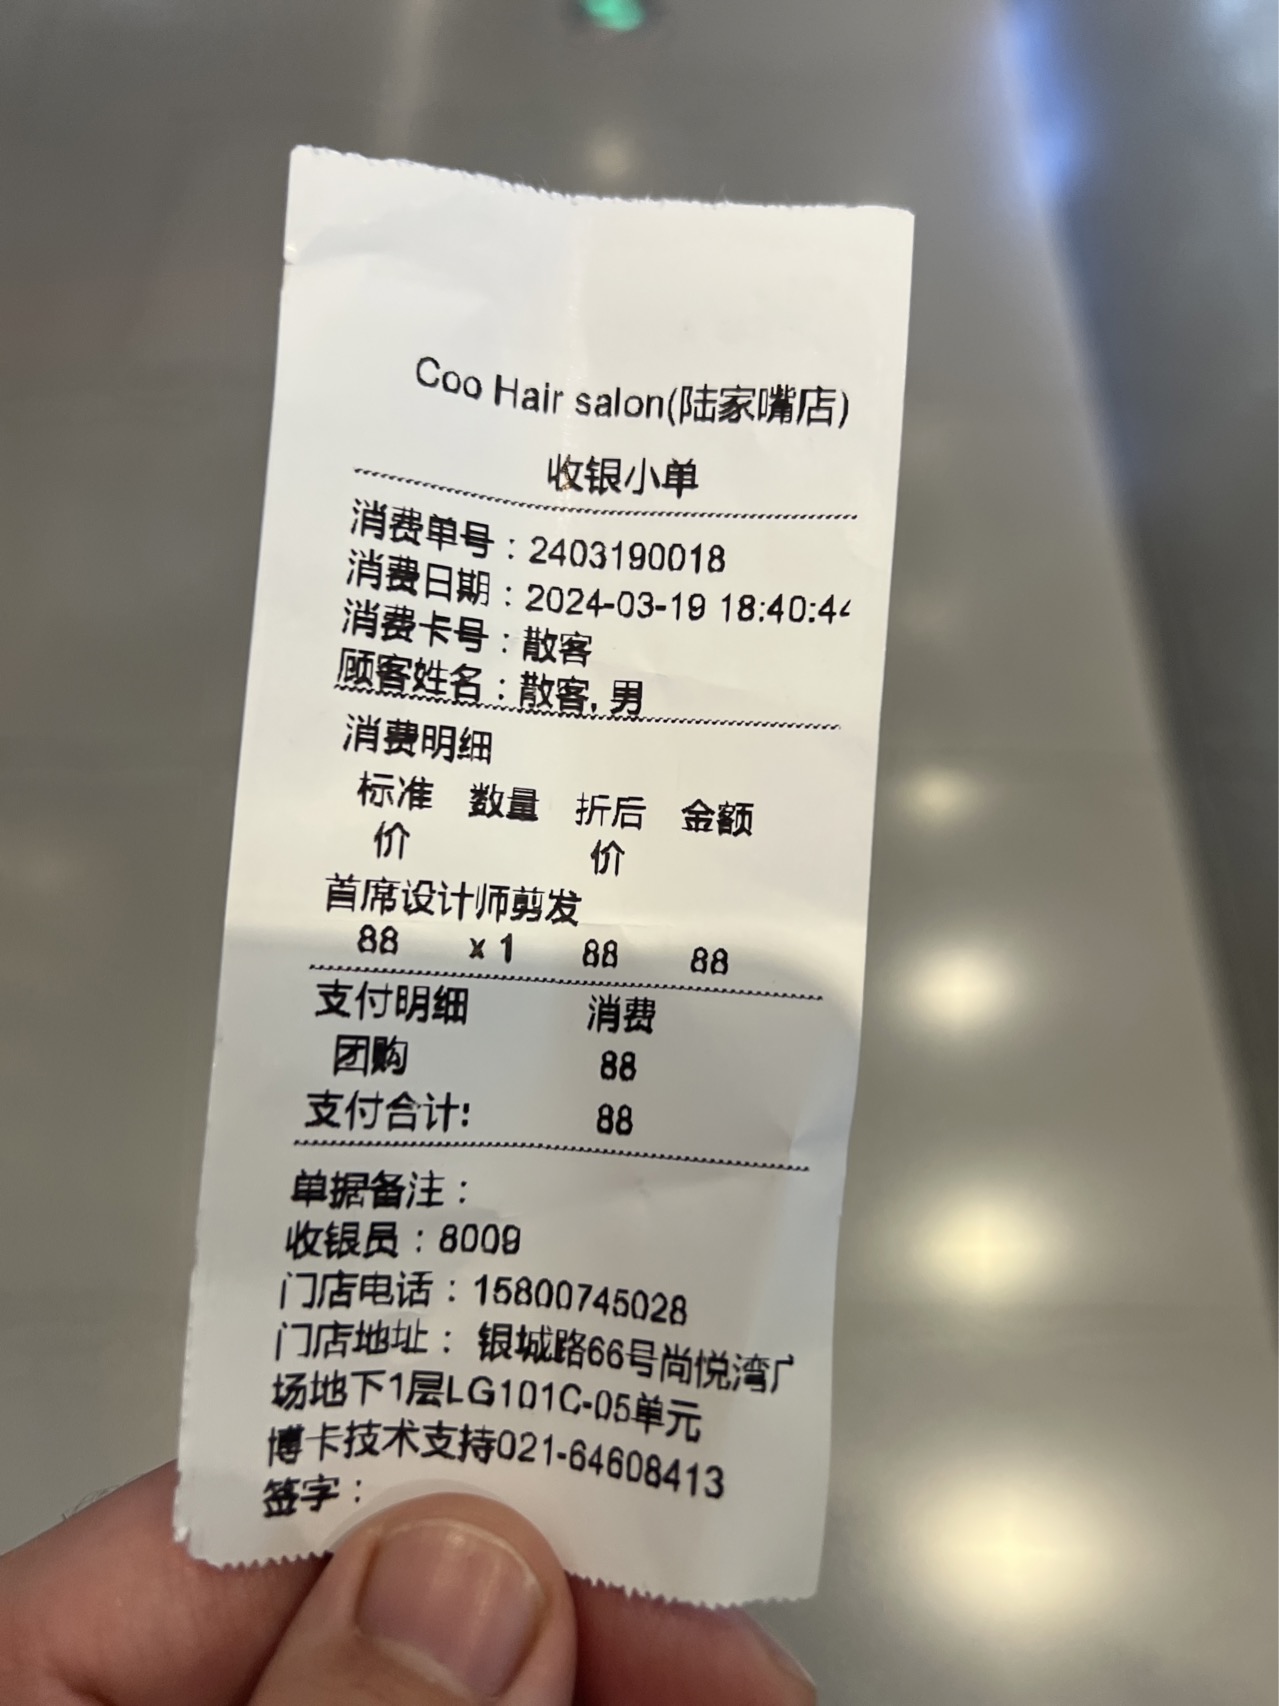 Coo Hair salon(陆家嘴店)
收银小单
消费单号：2403190018
消费日期：2024-03-19 18:40:44
消费卡号：散客
顾客姓名：散客,男
消费明细
标准价 数量 折后价 金额
首席设计师剪发
88 x1 88 88
支付明细 消费
团购 88
支付合计: 88
单据备注：
收银员：8009
门店电话：15800745028
门店地址： 银城路66号尚悦湾广
场地下1层LG101C-05单元
博卡技术支持021-64608413
签字：